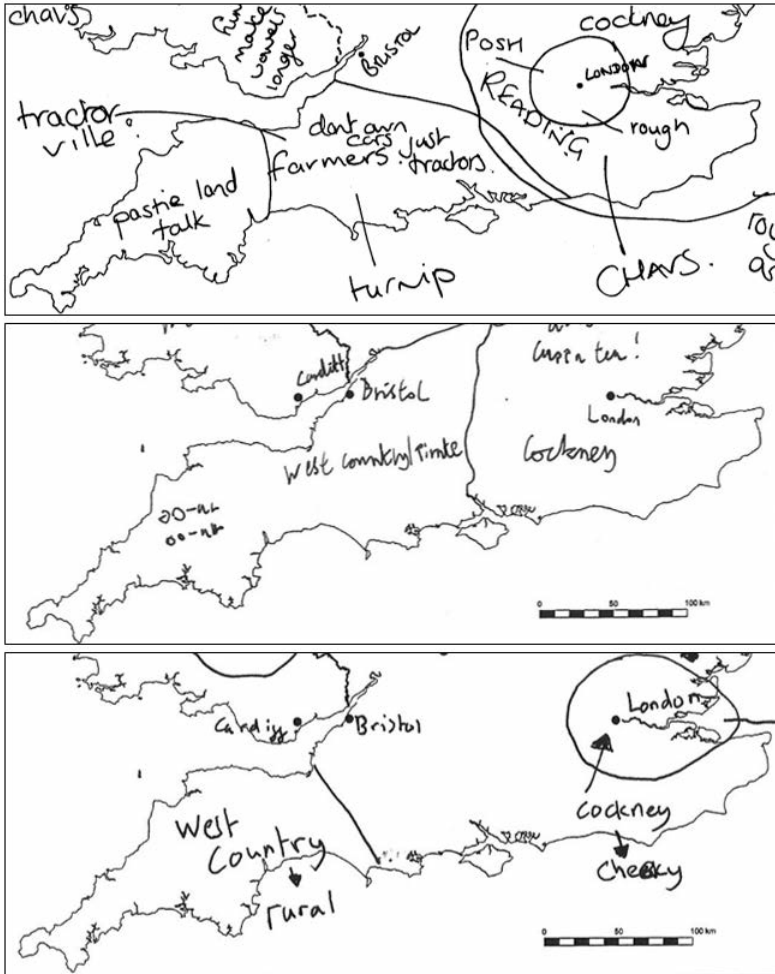 chavs
fun
make
vowels
longer
Bristol
cockney
POSH
LONDON
READING
rough
tractor
ville.
dont own
cars
farmers just
tractors.
pastie land
talk
turnip
CHAVS.
Cardiff
Bristol
London
West Country/Pirate
Cockney
0 50 100 km
Cardiff
Bristol
London
West
Country
rural
cockney
cheeky
0 50 100 km